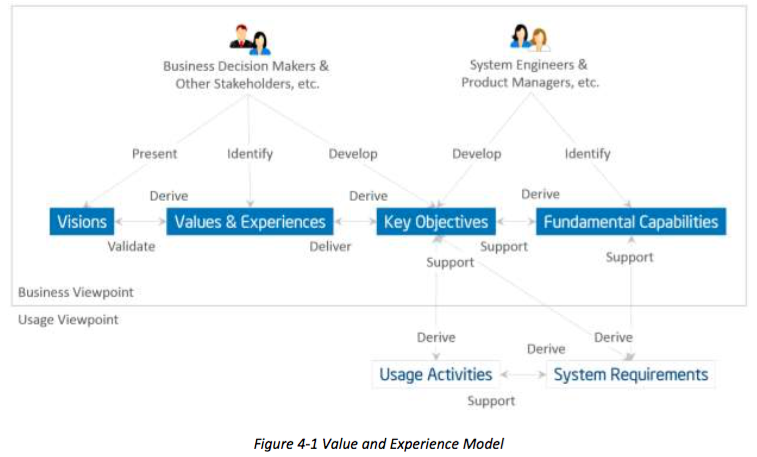 Business Decision Makers &
Other Stakeholders, etc.
System Engineers &
Product Managers, etc.
Present
Identify
Develop
Develop
Identify
Derive
Derive
Derive
Visions
Values & Experiences
Key Objectives
Fundamental Capabilities
Validate
Deliver
Support
Support
Support
Business Viewpoint
Usage Viewpoint
Derive
Derive
Derive
Usage Activities
System Requirements
Support
Figure 4-1 Value and Experience Model